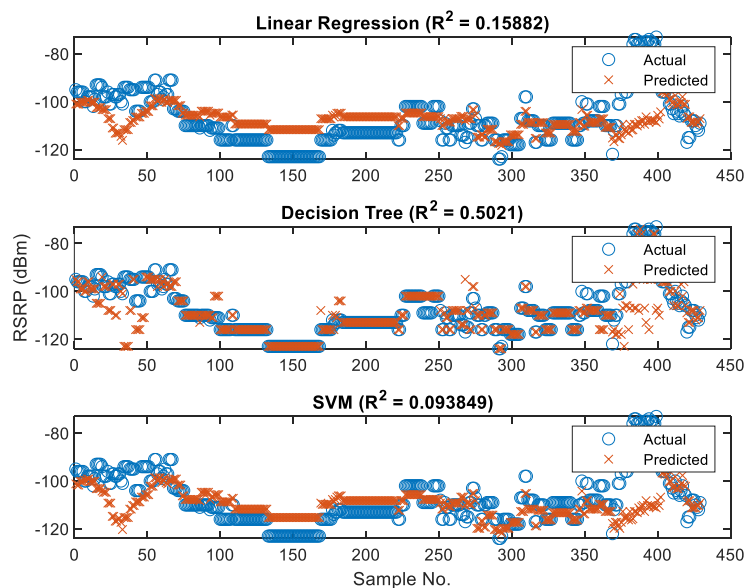 Linear Regression (R² = 0.15882)
-80
-100
-120
Actual
Predicted
0 50 100 150 200 250 300 350 400 450
Decision Tree (R² = 0.5021)
RSRP (dBm)
-80
-100
-120
Actual
Predicted
0 50 100 150 200 250 300 350 400 450
SVM (R² = 0.093849)
-80
-100
-120
Actual
Predicted
0 50 100 150 200 250 300 350 400 450
Sample No.